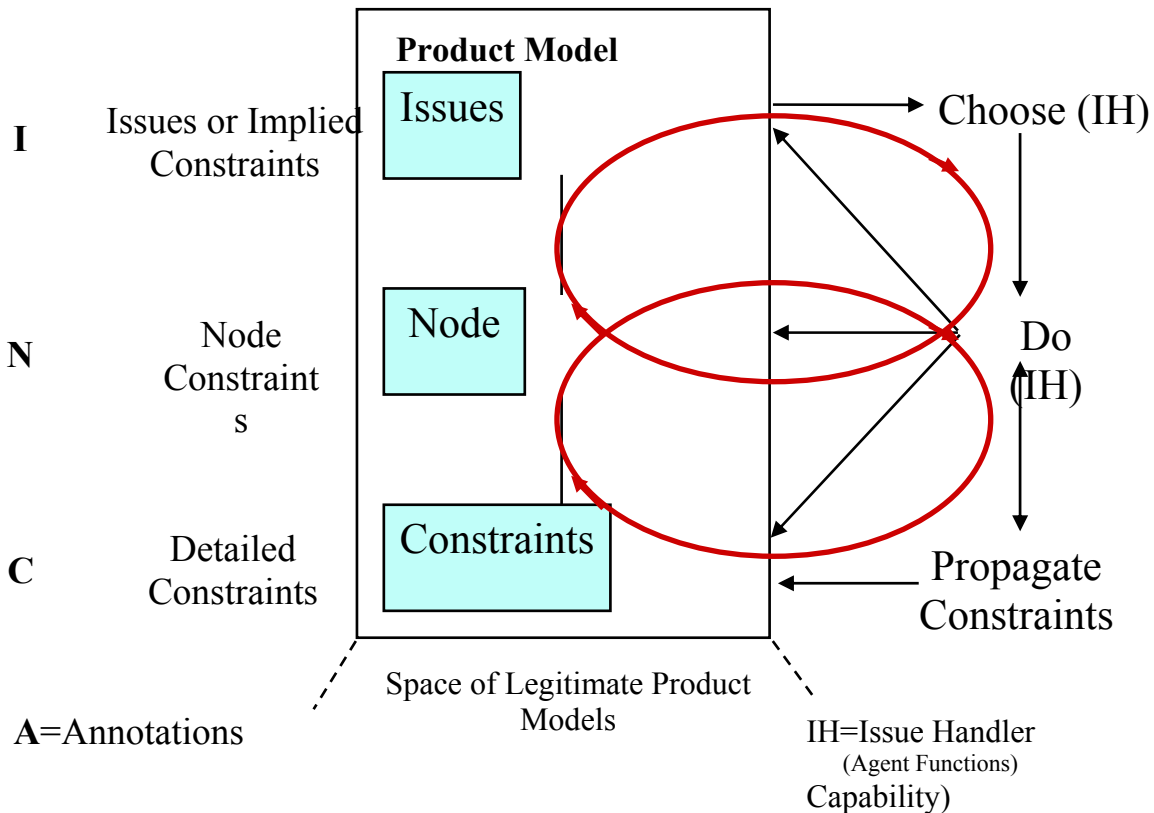 Product Model
I
Issues or Implied
Constraints
Issues
Choose (IH)
N
Node
Constraint
s
Node
Do
(IH)
C
Detailed
Constraints
Constraints
Propagate
Constraints
Space of Legitimate Product
Models
A=Annotations
IH=Issue Handler
(Agent Functions)
Capability)